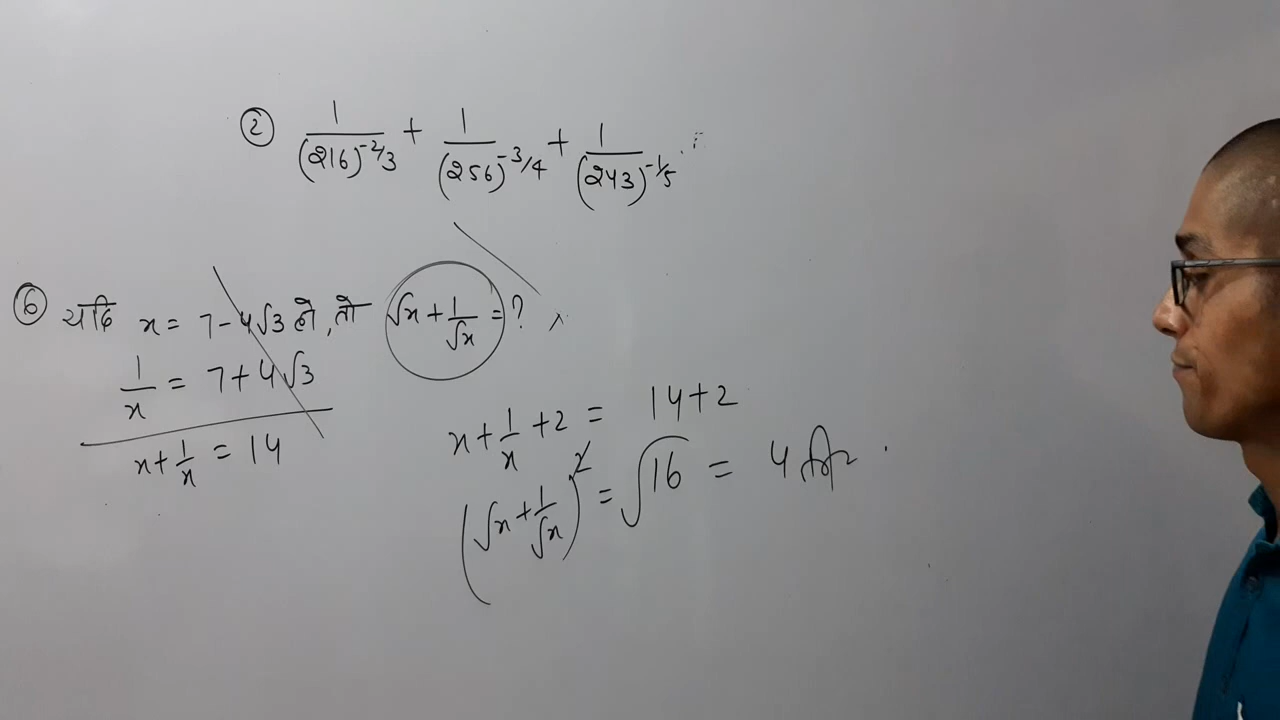 ② 1/(216)^-2/3 + 1/(256)^-3/4 + 1/(243)^-1/5
⑥ यदि x = 7-4√3 हो, तो √x + 1/√x = ?
1/x = 7+4√3
x + 1/x = 14
x + 1/x + 2 = 14+2
(√x + 1/√x)^2 = √16 = 4 Ans